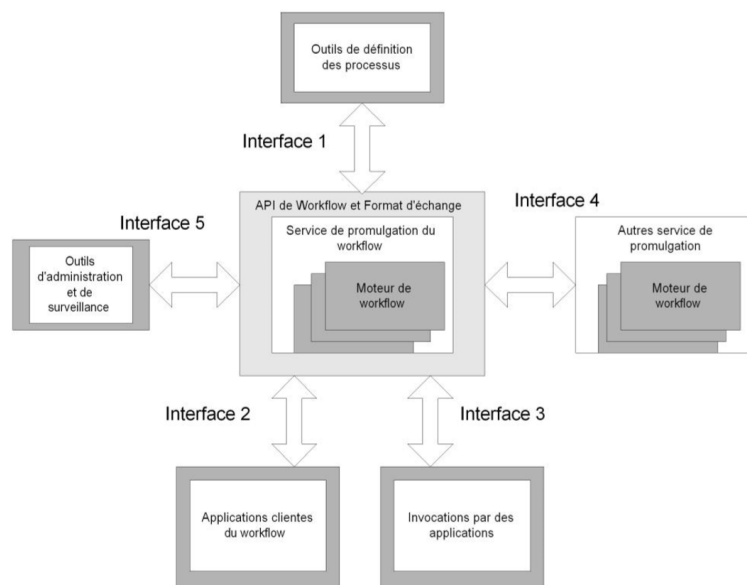 Outils de définition
des processus
Interface 1
API de Workflow et Format d'échange
Interface 4
Interface 5
Service de promulgation du
workflow
Autres service de
promulgation
Outils
d'administration
et de
surveillance
Moteur de
workflow
Moteur de
workflow
Interface 2
Interface 3
Applications clientes
du workflow
Invocations par des
applications